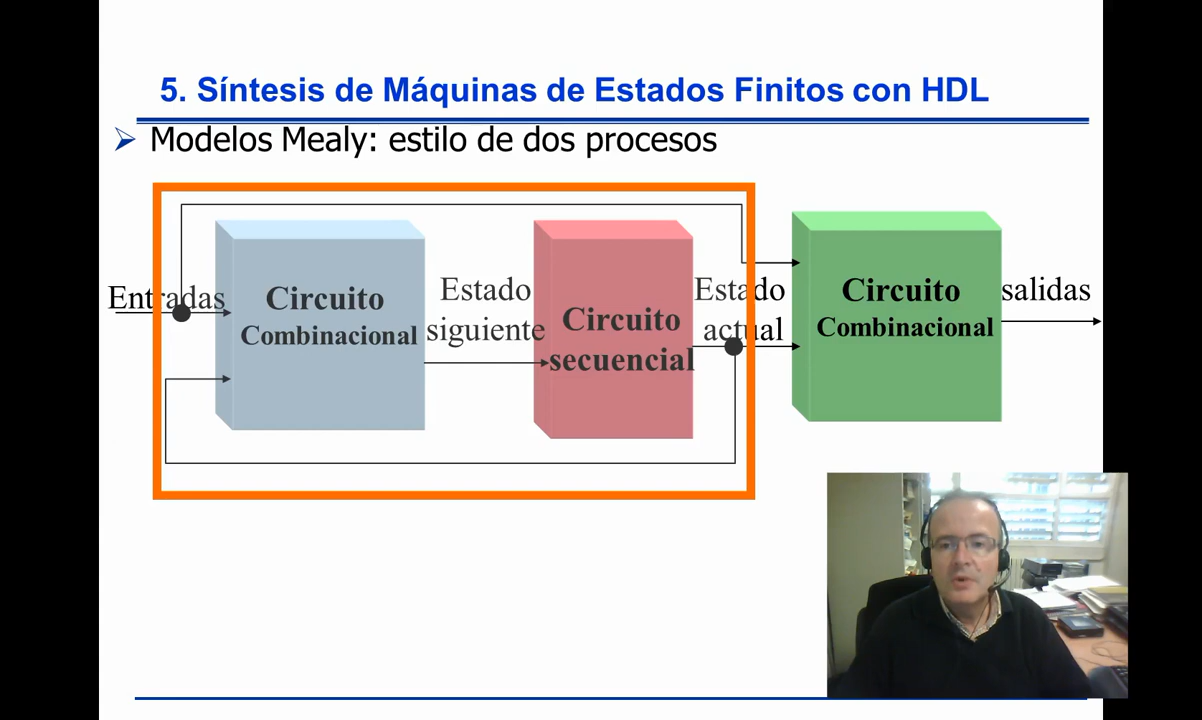 5. Síntesis de Máquinas de Estados Finitos con HDL
Modelos Mealy: estilo de dos procesos
Entradas
Circuito
Combinacional
Estado
siguiente
Circuito
secuencial
Estado
actual
Circuito
Combinacional
salidas